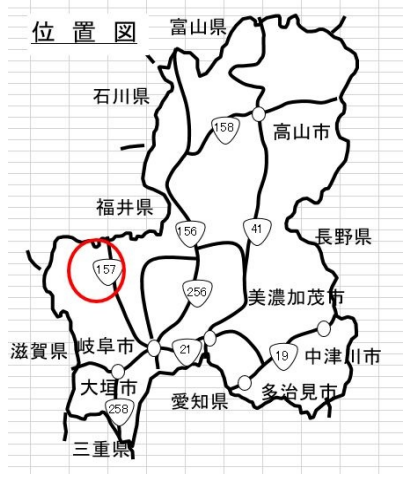 位置図
富山県
石川県
158
高山市
福井県
156
41
長野県
157
256
美濃加茂市
滋賀県
岐阜市
21
19
中津川市
大垣市
愛知県
多治見市
258
三重県